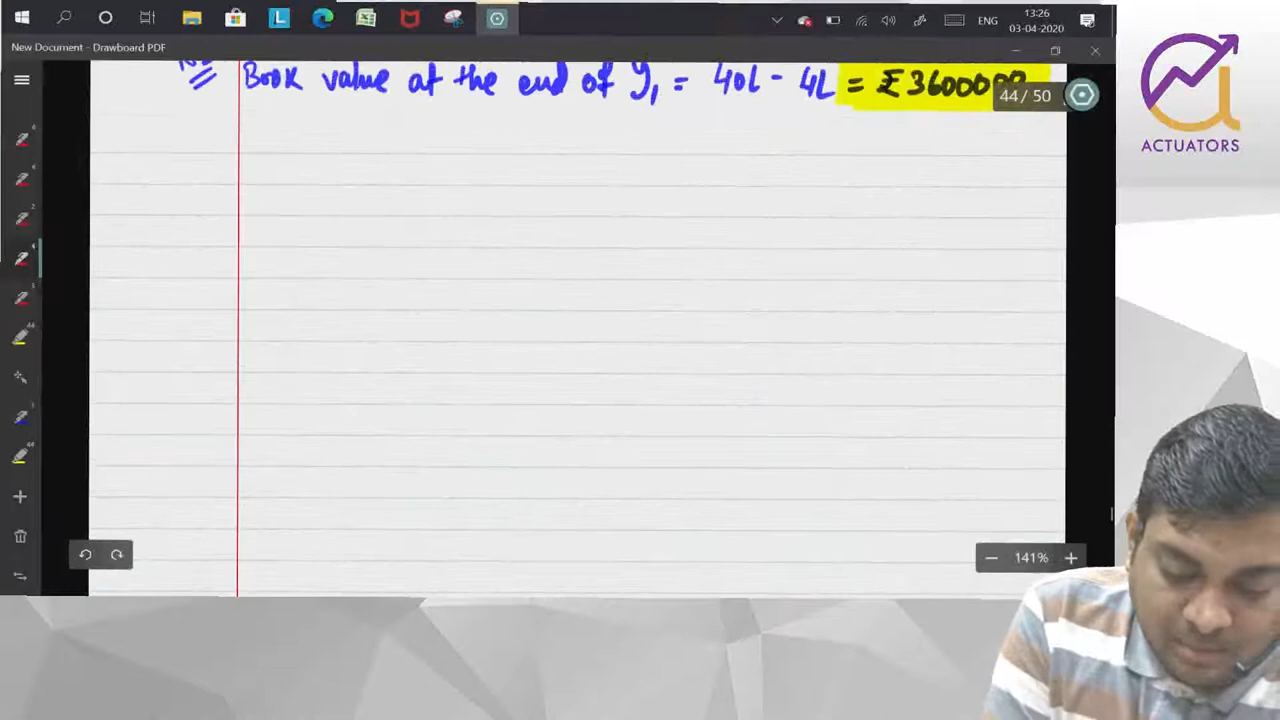 13:26
ENG
03-04-2020
New Document - Drawboard PDF
Book value at the end of Y₁ = 40L - 4L = ₹3600000
44 / 50
ACTUATORS
141%